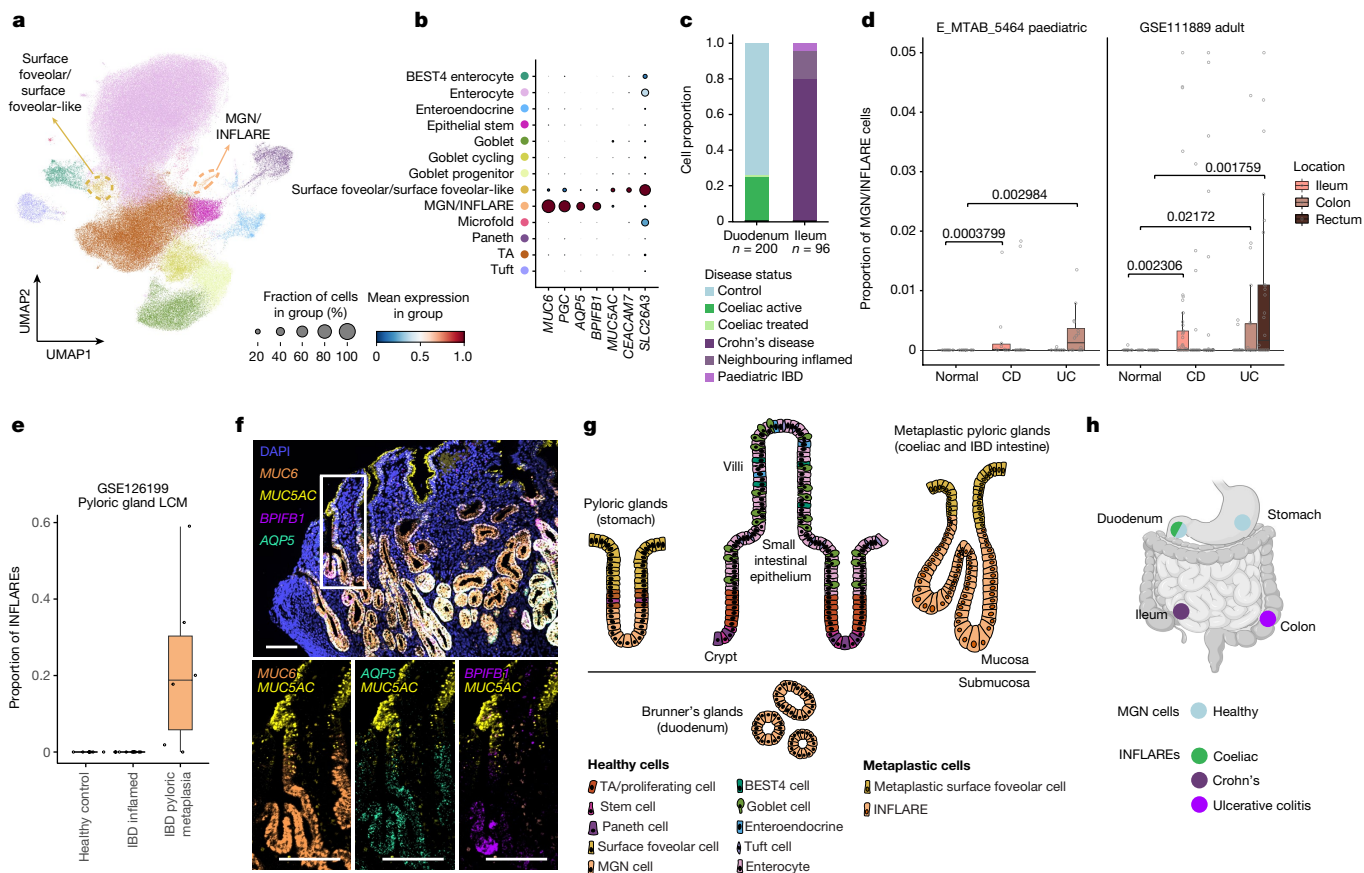 a
Surface
foveolar/
surface
foveolar-like
MGN/
INFLARE
UMAP2
UMAP1
b
BEST4 enterocyte
Enterocyte
Enteroendocrine
Epithelial stem
Goblet
Goblet cycling
Goblet progenitor
Surface foveolar/surface foveolar-like
MGN/INFLARE
Microfold
Paneth
TA
Tuft
MUC6
PGC
AQP5
BPIFB1
MUC5AC
CEACAM7
SLC26A3
Fraction of cells
in group (%)
20 40 60 80 100
Mean expression
in group
0 0.5 1.0
c
Cell proportion
1.0
0.8
0.6
0.4
0.2
0
Duodenum Ileum
n = 200 n = 96
Disease status
Control
Coeliac active
Coeliac treated
Crohn's disease
Neighbouring inflamed
Paediatric IBD
d
E_MTAB_5464 paediatric
GSE111889 adult
Proportion of MGN/INFLARE cells
0.05
0.04
0.03
0.02
0.01
0
0.0003799
0.002984
0.002306
0.02172
0.001759
Normal CD UC
Normal CD UC
Location
Ileum
Colon
Rectum
e
GSE126199
Pyloric gland LCM
Proportion of INFLAREs
0.6
0.4
0.2
0
Healthy control
IBD inflamed
IBD pyloric
metaplasia
f
DAPI
MUC6
MUC5AC
BPIFB1
AQP5
MUC6
MUC5AC
AQP5
MUC5AC
BPIFB1
MUC5AC
g
Pyloric glands
(stomach)
Villi
Small
intestinal
epithelium
Crypt
Metaplastic pyloric glands
(coeliac and IBD intestine)
Mucosa
Submucosa
Brunner's glands
(duodenum)
Healthy cells
TA/proliferating cell
Stem cell
Paneth cell
Surface foveolar cell
MGN cell
BEST4 cell
Goblet cell
Enteroendocrine
Tuft cell
Enterocyte
Metaplastic cells
Metaplastic surface foveolar cell
INFLARE
h
Duodenum
Stomach
Ileum
Colon
MGN cells
Healthy
INFLAREs
Coeliac
Crohn's
Ulcerative colitis